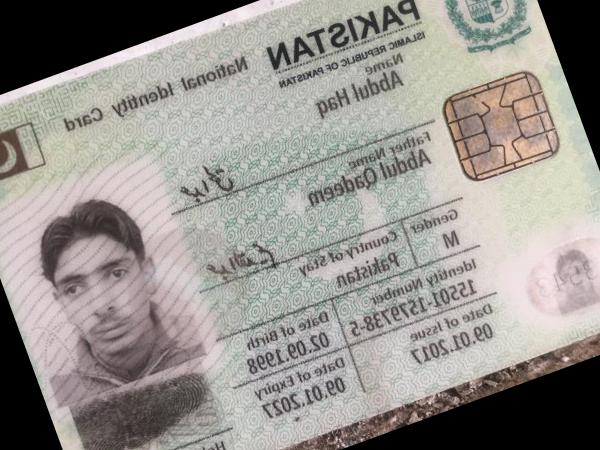 PAKISTAN
National Identity Card
ISLAMIC REPUBLIC OF PAKISTAN
Name
Abdul Haq
Father Name
Abdul Qadeem
Gender
M
Country of Stay
Pakistan
Identity Number
15501-1579738-5
Date of Birth
02.09.1998
Date of Issue
09.01.2017
Date of Expiry
09.01.2027